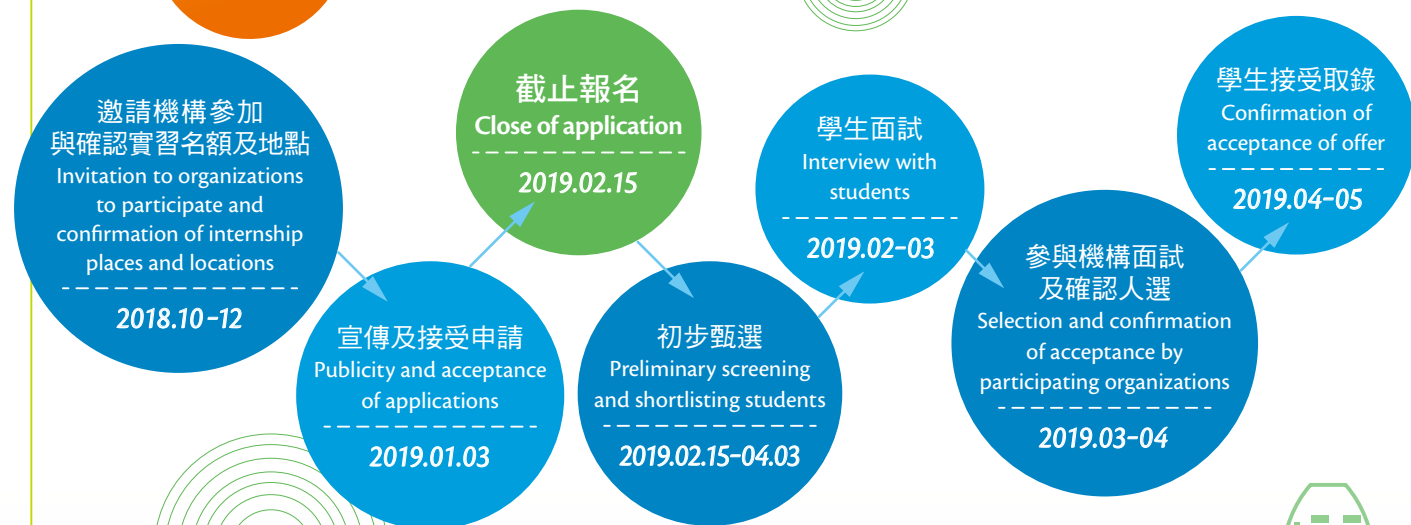 邀請機構參加
與確認實習名額及地點
Invitation to organizations
to participate and
confirmation of internship
places and locations
2018.10-12
宣傳及接受申請
Publicity and acceptance
of applications
2019.01.03
截止報名
Close of application
2019.02.15
初步甄選
Preliminary screening
and shortlisting students
2019.02.15-04.03
學生面試
Interview with
students
2019.02-03
參與機構面試
及確認人選
Selection and confirmation
of acceptance by
participating organizations
2019.03-04
學生接受取錄
Confirmation of
acceptance of offer
2019.04-05